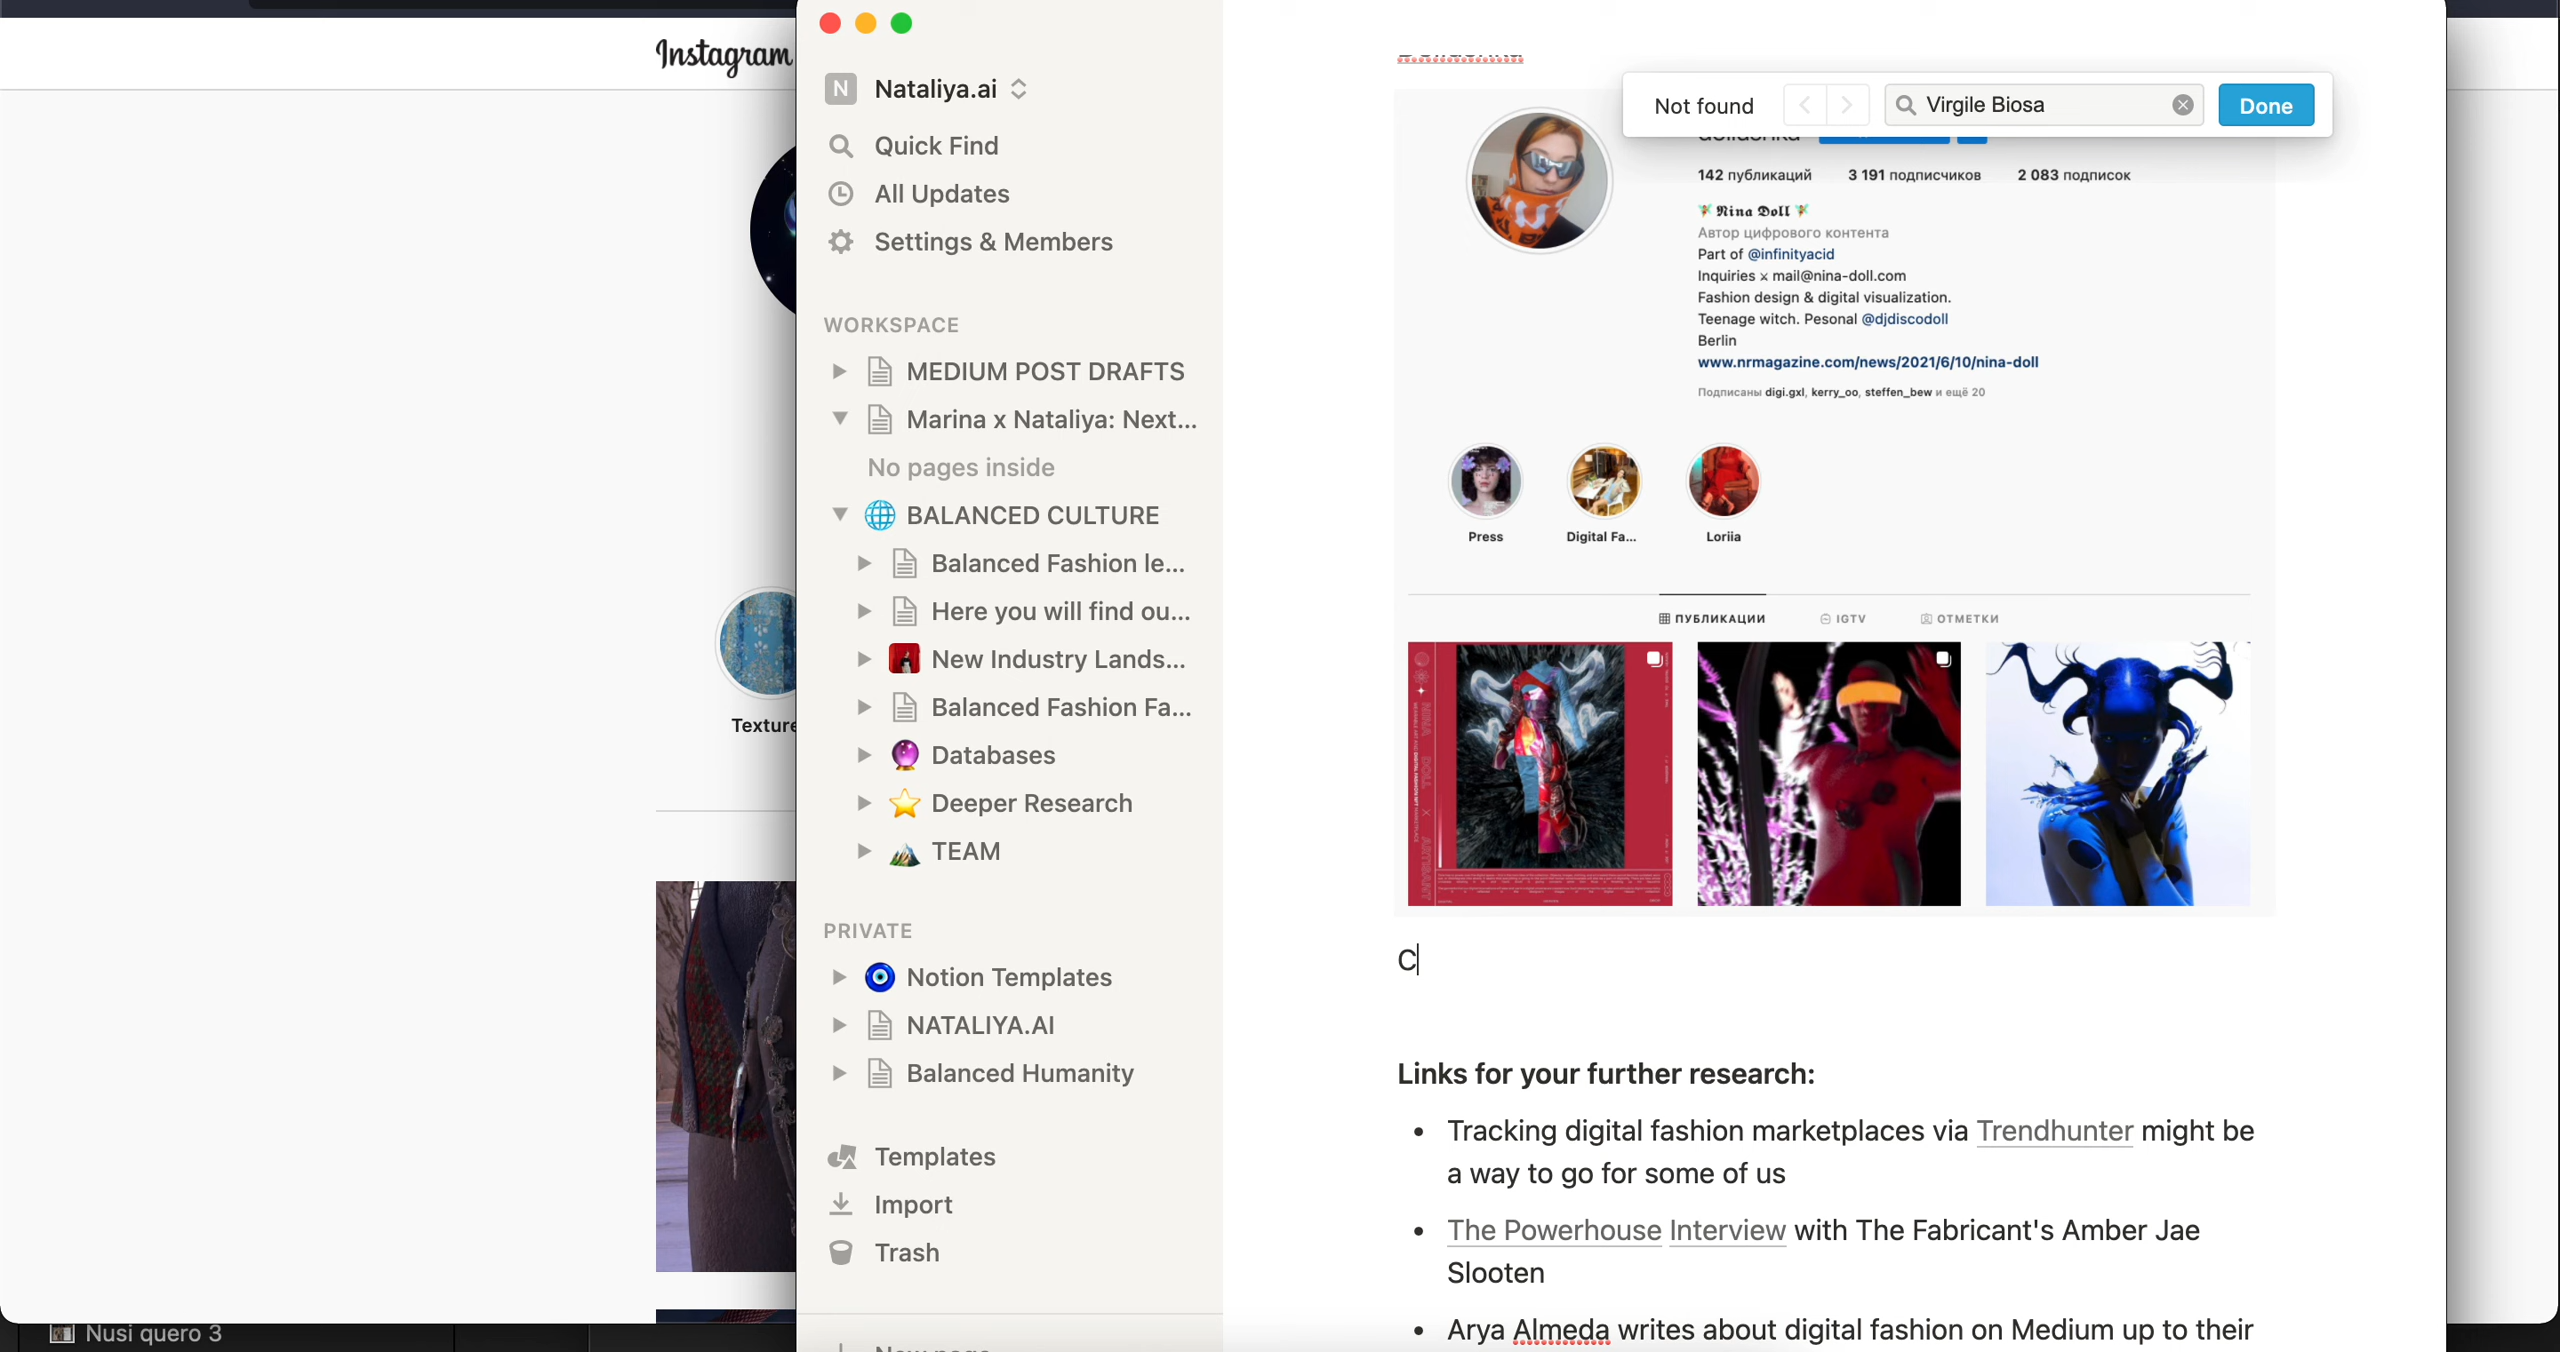 Instagram
Texture
Nusi quero 3
N Nataliya.ai
Quick Find
All Updates
Settings & Members
WORKSPACE
MEDIUM POST DRAFTS
Marina x Nataliya: Next...
No pages inside
BALANCED CULTURE
Balanced Fashion le...
Here you will find ou...
New Industry Lands...
Balanced Fashion Fa...
Databases
Deeper Research
TEAM
PRIVATE
Notion Templates
NATALIYA.AI
Balanced Humanity
Templates
Import
Trash
New page
Not found
Virgile Biosa
Done
142 публикаций 3 191 подписчиков 2 083 подписок
Nina Doll
Автор цифрового контента
Part of @infinityacid
Inquiries × mail@nina-doll.com
Fashion design & digital visualization.
Teenage witch. Pesonal @djdiscodoll
Berlin
www.nrmagazine.com/news/2021/6/10/nina-doll
Подписаны digi.gxl, kerry_oo, steffen_bew и ещё 20
Press Digital Fa... Loriia
ПУБЛИКАЦИИ IGTV ОТМЕТКИ
C
Links for your further research:
• Tracking digital fashion marketplaces via Trendhunter might be
a way to go for some of us
• The Powerhouse Interview with The Fabricant's Amber Jae
Slooten
• Arya Almeda writes about digital fashion on Medium up to their